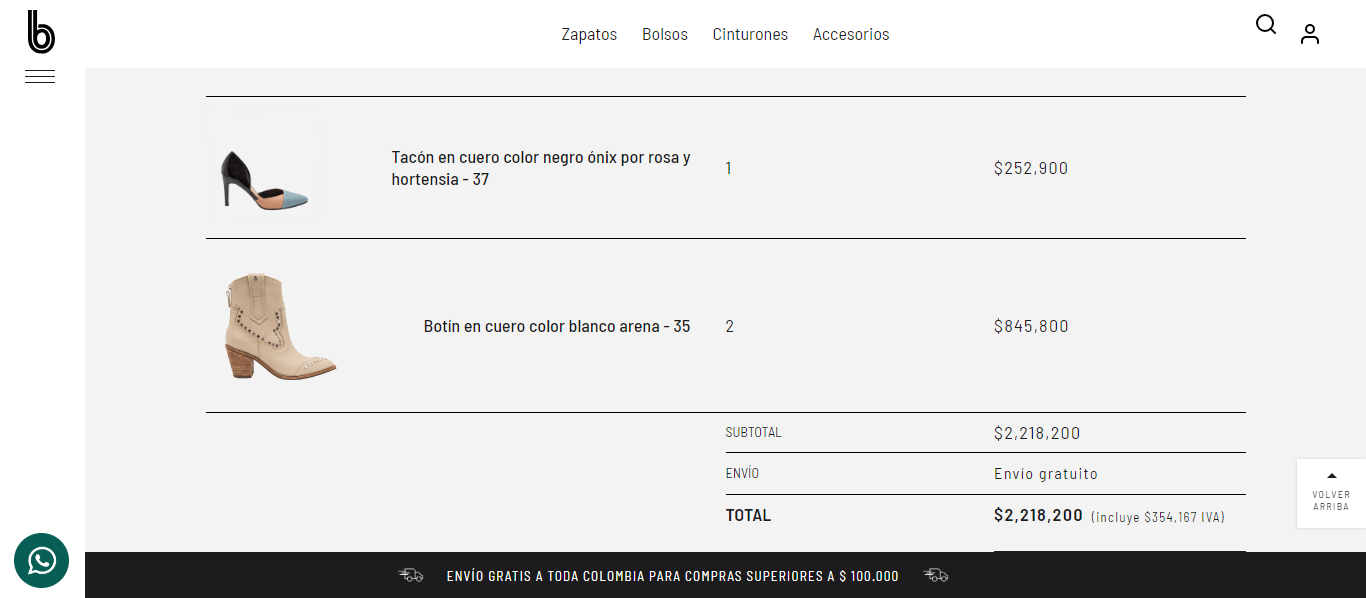 b
Zapatos Bolsos Cinturones Accesorios
Tacón en cuero color negro ónix por rosa y
hortensia - 37
1
$252,900
Botín en cuero color blanco arena - 35
2
$845,800
SUBTOTAL $2,218,200
ENVÍO Envío gratuito
TOTAL $2,218,200 (incluye $354,167 IVA)
VOLVER
ARRIBA
ENVÍO GRATIS A TODA COLOMBIA PARA COMPRAS SUPERIORES A $ 100.000